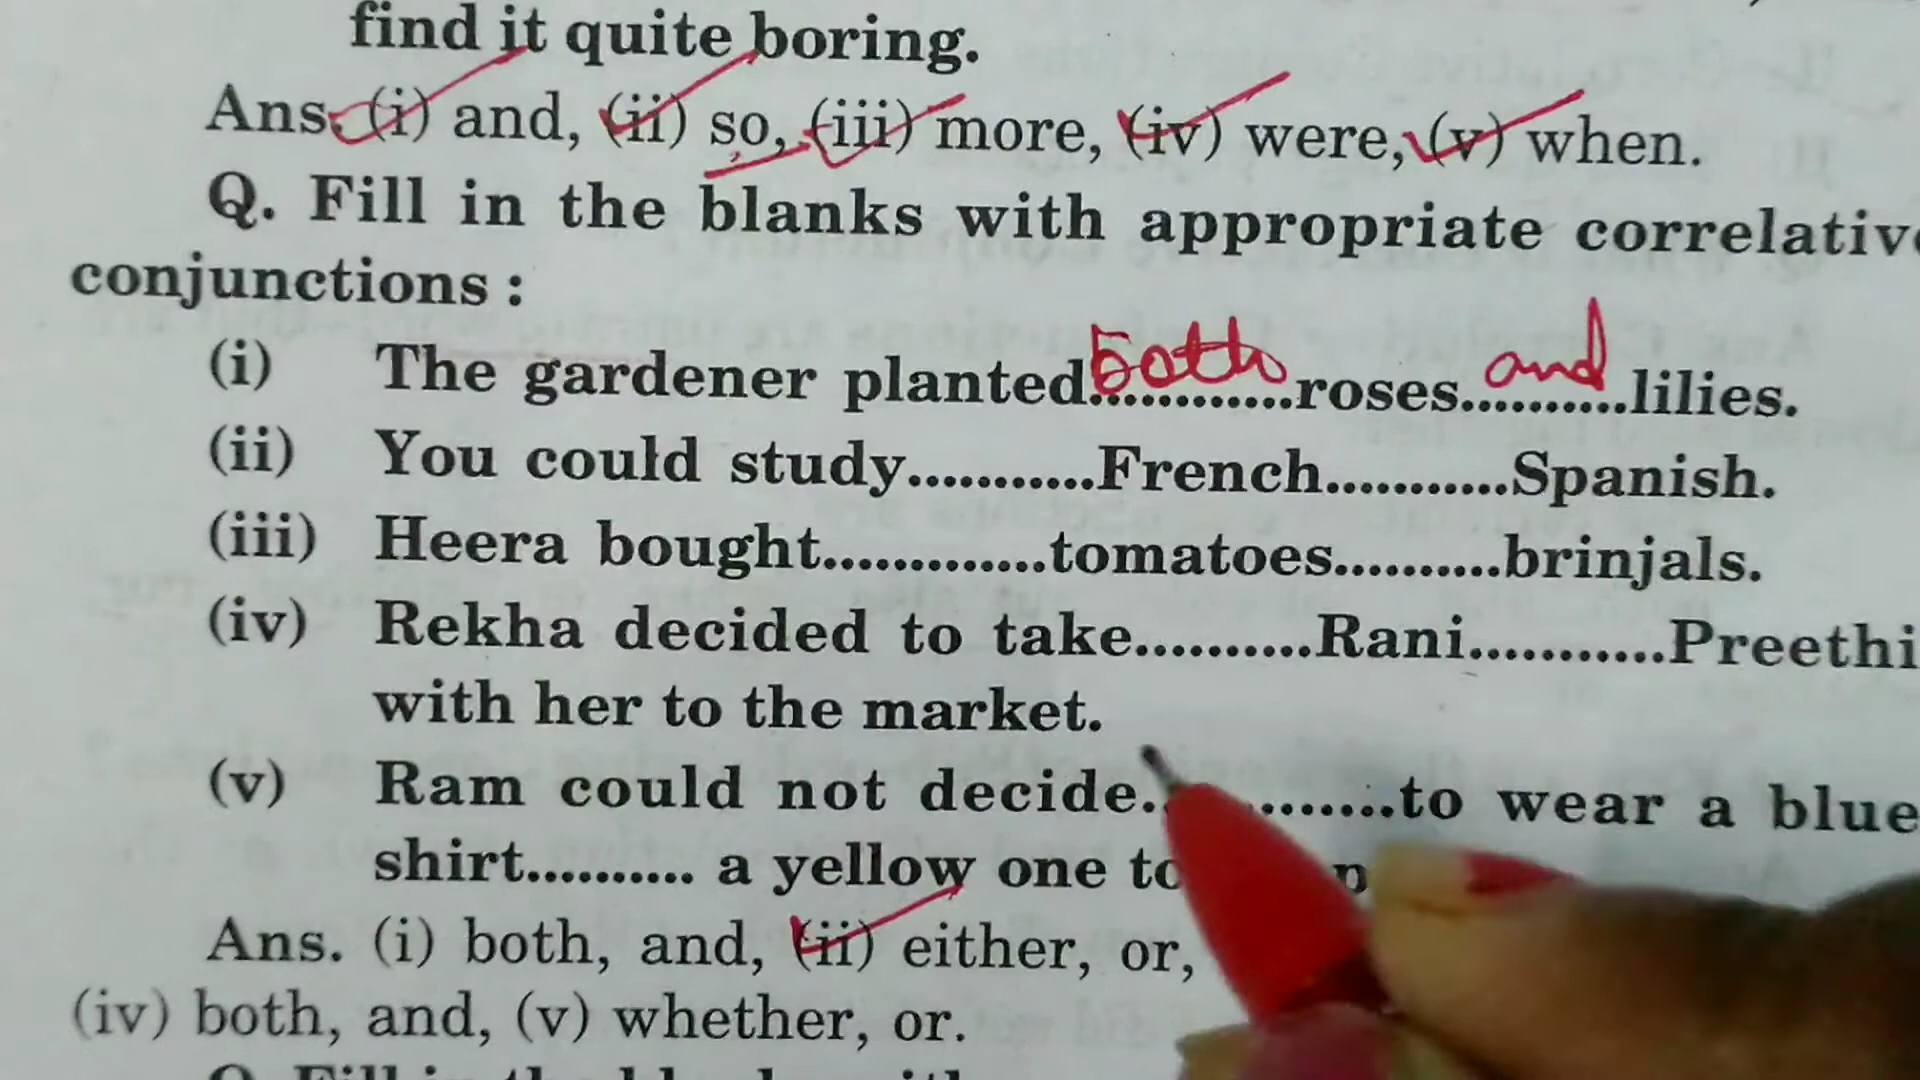 find it quite boring.
Ans. (i) and, (ii) so, (iii) more, (iv) were, (v) when.
Q. Fill in the blanks with appropriate correlative
conjunctions :
(i) The gardener planted............roses..........lilies.
both and
(ii) You could study...........French...........Spanish.
(iii) Heera bought.............tomatoes..........brinjals.
(iv) Rekha decided to take..........Rani...........Preethi
with her to the market.
(v) Ram could not decide..........to wear a blue
shirt.......... a yellow one
Ans. (i) both, and, (ii) either, or,
(iv) both, and, (v) whether, or.